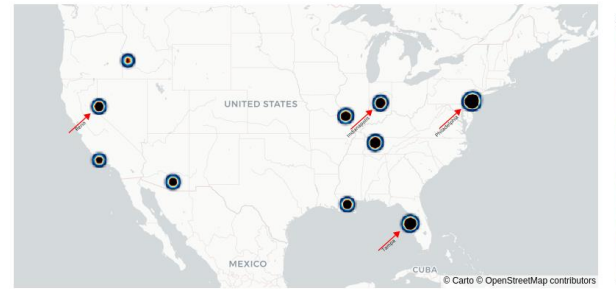 UNITED STATES
Reno
Indianapolis
Philadelphia
Tampa
MEXICO
CUBA
© Carto © OpenStreetMap contributors